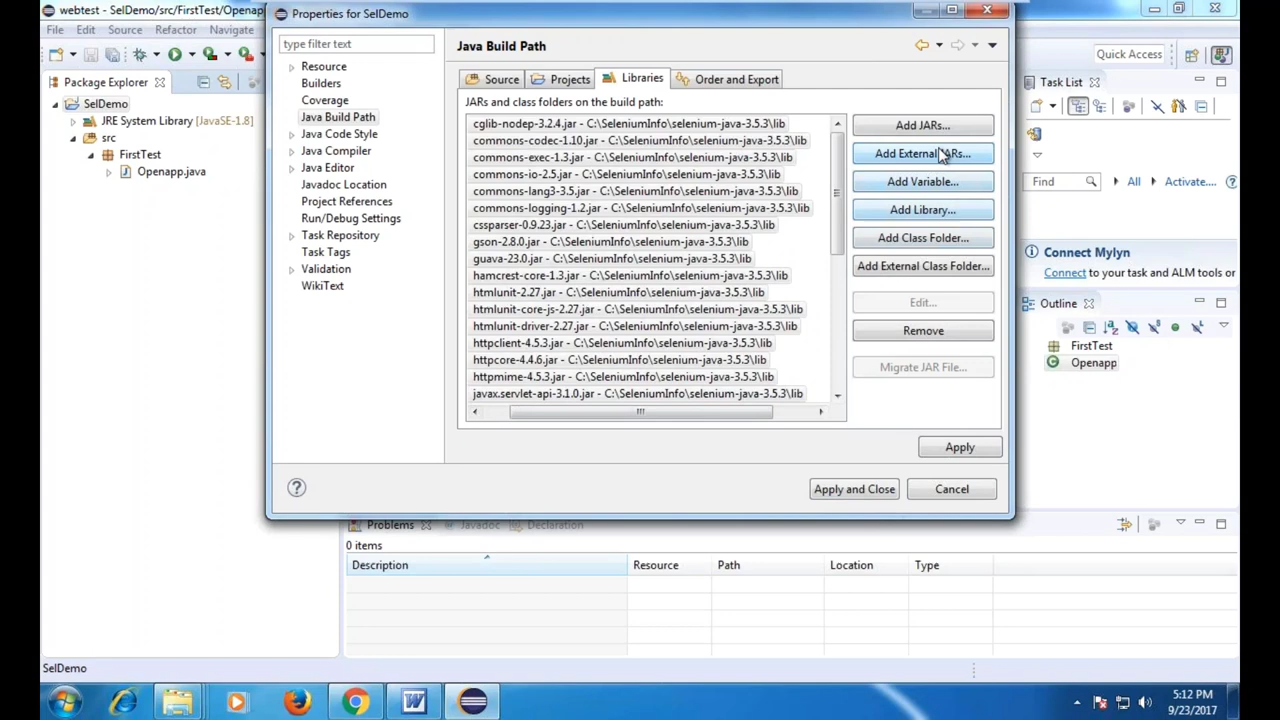 webtest - SelDemo/src/FirstTest/Openapp
Properties for SelDemo
File Edit Source Refactor Navigate
Quick Access
Package Explorer
SelDemo
JRE System Library [JavaSE-1.8]
src
FirstTest
Openapp.java
type filter text
Resource
Builders
Coverage
Java Build Path
Java Code Style
Java Compiler
Java Editor
Javadoc Location
Project References
Run/Debug Settings
Task Repository
Task Tags
Validation
WikiText
Java Build Path
Source Projects Libraries Order and Export
JARs and class folders on the build path:
cglib-nodep-3.2.4.jar - C:\SeleniumInfo\selenium-java-3.5.3\lib
commons-codec-1.10.jar - C:\SeleniumInfo\selenium-java-3.5.3\lib
commons-exec-1.3.jar - C:\SeleniumInfo\selenium-java-3.5.3\lib
commons-io-2.5.jar - C:\SeleniumInfo\selenium-java-3.5.3\lib
commons-lang3-3.5.jar - C:\SeleniumInfo\selenium-java-3.5.3\lib
commons-logging-1.2.jar - C:\SeleniumInfo\selenium-java-3.5.3\lib
cssparser-0.9.23.jar - C:\SeleniumInfo\selenium-java-3.5.3\lib
gson-2.8.0.jar - C:\SeleniumInfo\selenium-java-3.5.3\lib
guava-23.0.jar - C:\SeleniumInfo\selenium-java-3.5.3\lib
hamcrest-core-1.3.jar - C:\SeleniumInfo\selenium-java-3.5.3\lib
htmlunit-2.27.jar - C:\SeleniumInfo\selenium-java-3.5.3\lib
htmlunit-core-js-2.27.jar - C:\SeleniumInfo\selenium-java-3.5.3\lib
htmlunit-driver-2.27.jar - C:\SeleniumInfo\selenium-java-3.5.3\lib
httpclient-4.5.3.jar - C:\SeleniumInfo\selenium-java-3.5.3\lib
httpcore-4.4.6.jar - C:\SeleniumInfo\selenium-java-3.5.3\lib
httpmime-4.5.3.jar - C:\SeleniumInfo\selenium-java-3.5.3\lib
javax.servlet-api-3.1.0.jar - C:\SeleniumInfo\selenium-java-3.5.3\lib
Add JARs...
Add External JARs...
Add Variable...
Add Library...
Add Class Folder...
Add External Class Folder...
Edit...
Remove
Migrate JAR File...
Apply
Apply and Close Cancel
Task List
Find All Activate...
Connect Mylyn
Connect to your task and ALM tools or
Outline
FirstTest
Openapp
Problems Javadoc Declaration
0 items
Description Resource Path Location Type
SelDemo
5:12 PM
9/23/2017